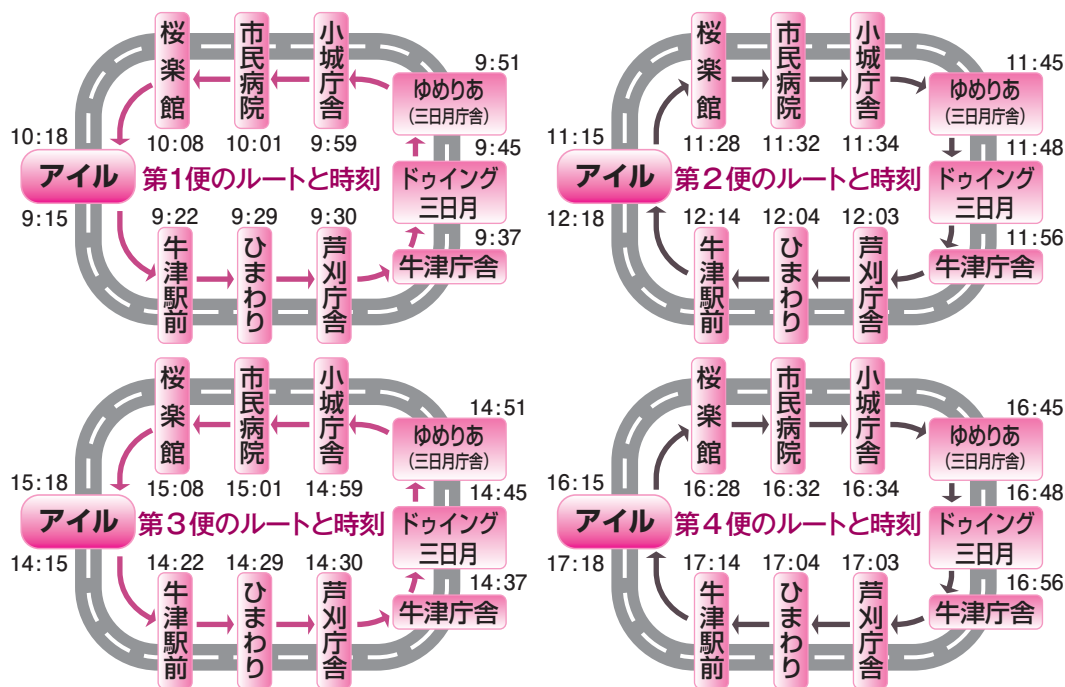 第1便のルートと時刻
アイル
9:15
9:22
牛津駅前
9:29
ひまわり
9:30
芦刈庁舎
9:37
牛津庁舎
9:45
ドゥイング
三日月
9:51
ゆめりあ
(三日月庁舎)
9:59
小城庁舎
10:01
市民病院
10:08
桜楽館
10:18
第2便のルートと時刻
アイル
11:15
11:28
桜楽館
11:32
市民病院
11:34
小城庁舎
11:45
ゆめりあ
(三日月庁舎)
11:48
ドゥイング
三日月
11:56
牛津庁舎
12:03
芦刈庁舎
12:04
ひまわり
12:14
牛津駅前
12:18
第3便のルートと時刻
アイル
14:15
14:22
牛津駅前
14:29
ひまわり
14:30
芦刈庁舎
14:37
牛津庁舎
14:45
ドゥイング
三日月
14:51
ゆめりあ
(三日月庁舎)
14:59
小城庁舎
15:01
市民病院
15:08
桜楽館
15:18
第4便のルートと時刻
アイル
16:15
16:28
桜楽館
16:32
市民病院
16:34
小城庁舎
16:45
ゆめりあ
(三日月庁舎)
16:48
ドゥイング
三日月
16:56
牛津庁舎
17:03
芦刈庁舎
17:04
ひまわり
17:14
牛津駅前
17:18